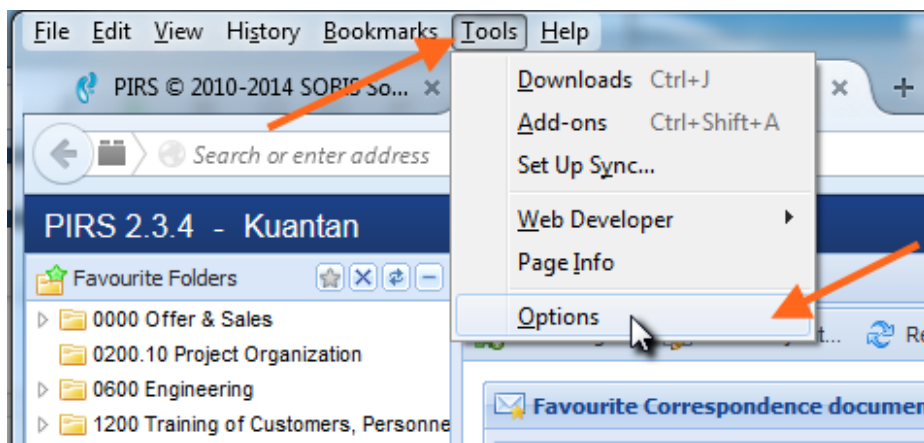 File Edit View History Bookmarks Tools Help
PIRS © 2010-2014 SOBIS So...
Downloads Ctrl+J
Add-ons Ctrl+Shift+A
Search or enter address
Set Up Sync...
Web Developer
PIRS 2.3.4 - Kuantan
Page Info
Favourite Folders
Options
0000 Offer & Sales
0200.10 Project Organization
0600 Engineering
1200 Training of Customers, Personne
Favourite Correspondence documen